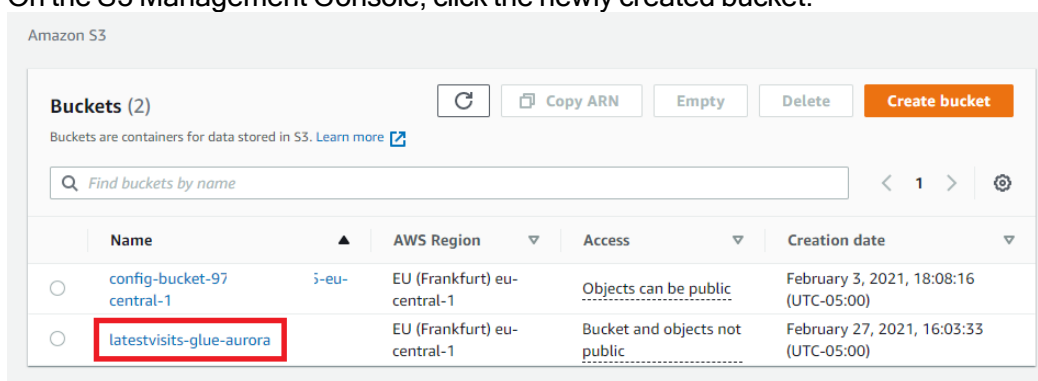 On the S3 Management Console, click the newly created bucket.
Amazon S3
Buckets (2)
Copy ARN
Empty
Delete
Create bucket
Buckets are containers for data stored in S3. Learn more
Find buckets by name
1
Name
AWS Region
Access
Creation date
config-bucket-97 5-eu-
central-1
EU (Frankfurt) eu-
central-1
Objects can be public
February 3, 2021, 18:08:16
(UTC-05:00)
latestvisits-glue-aurora
EU (Frankfurt) eu-
central-1
Bucket and objects not
public
February 27, 2021, 16:03:33
(UTC-05:00)